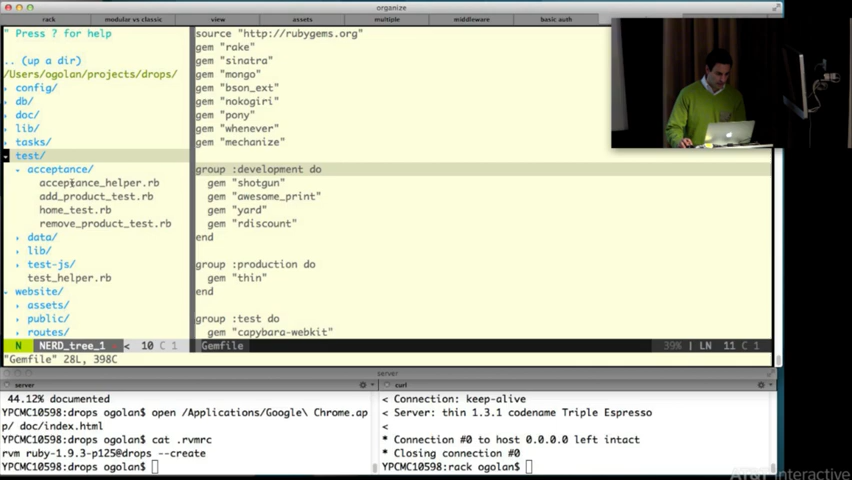 organize
rack
modular vs classic
view
assets
multiple
middleware
basic auth
" Press ? for help
.. (up a dir)
/Users/ogolan/projects/drops/
config/
db/
doc/
lib/
tasks/
test/
acceptance/
acceptance_helper.rb
add_product_test.rb
home_test.rb
remove_product_test.rb
data/
lib/
test-js/
test_helper.rb
website/
assets/
public/
routes/
N NERD_tree_1 < 10 C 1
"Gemfile" 28L, 398C
source "http://rubygems.org"
gem "rake"
gem "sinatra"
gem "mongo"
gem "bson_ext"
gem "nokogiri"
gem "pony"
gem "whenever"
gem "mechanize"
group :development do
gem "shotgun"
gem "awesome_print"
gem "yard"
gem "rdiscount"
end
group :production do
gem "thin"
end
group :test do
gem "capybara-webkit"
Gemfile 39% | LN 11 C 1
server
server
44.12% documented
YPCMC10598:drops ogolan$ open /Applications/Google\ Chrome.ap
p/ doc/index.html
YPCMC10598:drops ogolan$ cat .rvmrc
rvm ruby-1.9.3-p125@drops --create
YPCMC10598:drops ogolan$
curl
< Connection: keep-alive
< Server: thin 1.3.1 codename Triple Espresso
<
* Connection #0 to host 0.0.0.0 left intact
* Closing connection #0
YPCMC10598:rack ogolan$
AT&T Interactive